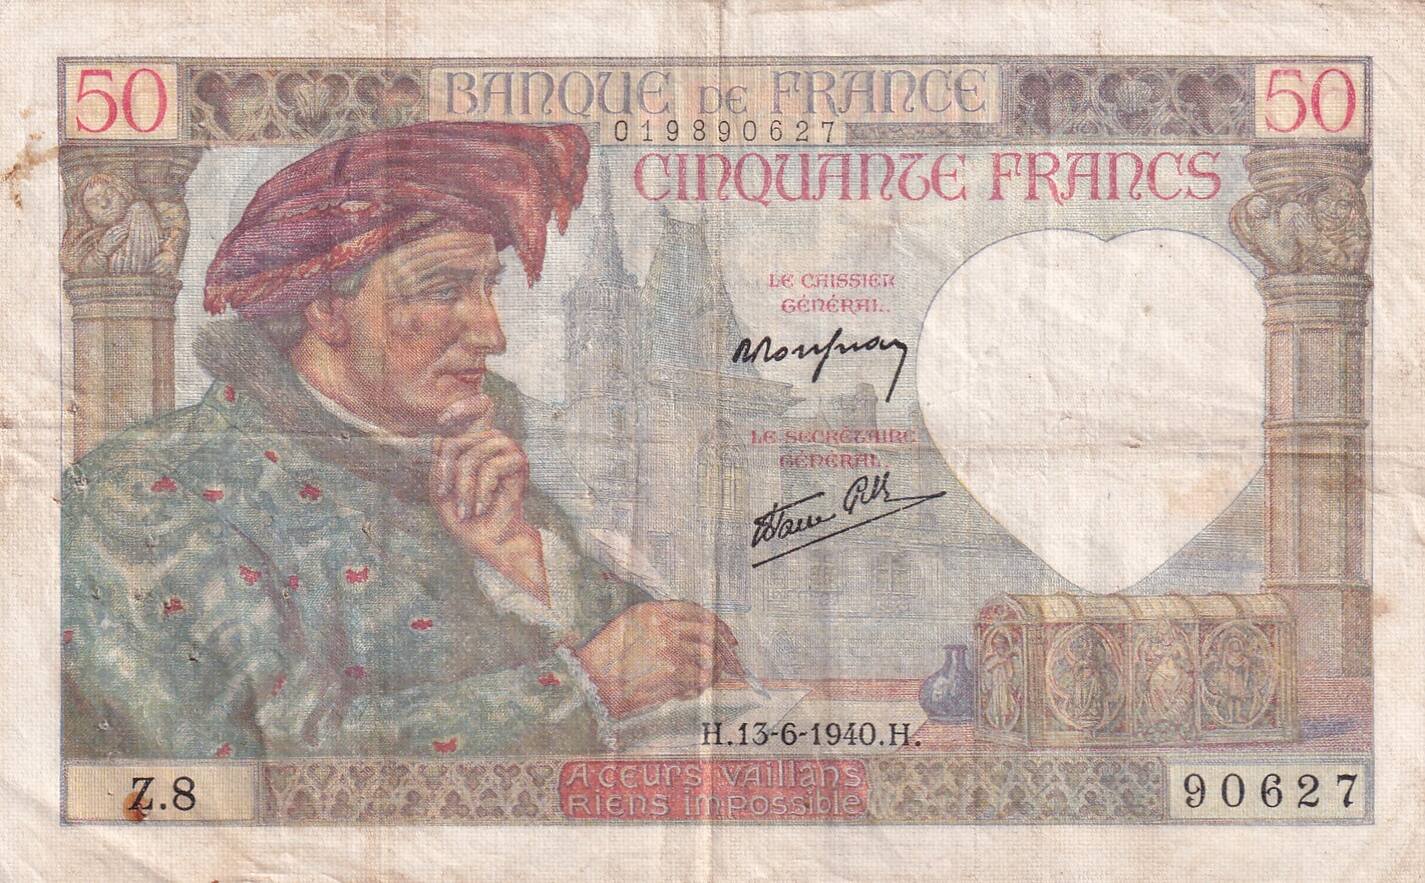 50 BANQUE DE FRANCE 50
019890627
CINQUANTE FRANCS
LE CAISSIER
GÉNÉRAL.
LE SECRÉTAIRE
GÉNÉRAL.
H.13-6-1940.H.
Z.8
A CŒURS VAILLANS
RIENS IMPOSSIBLE
90627